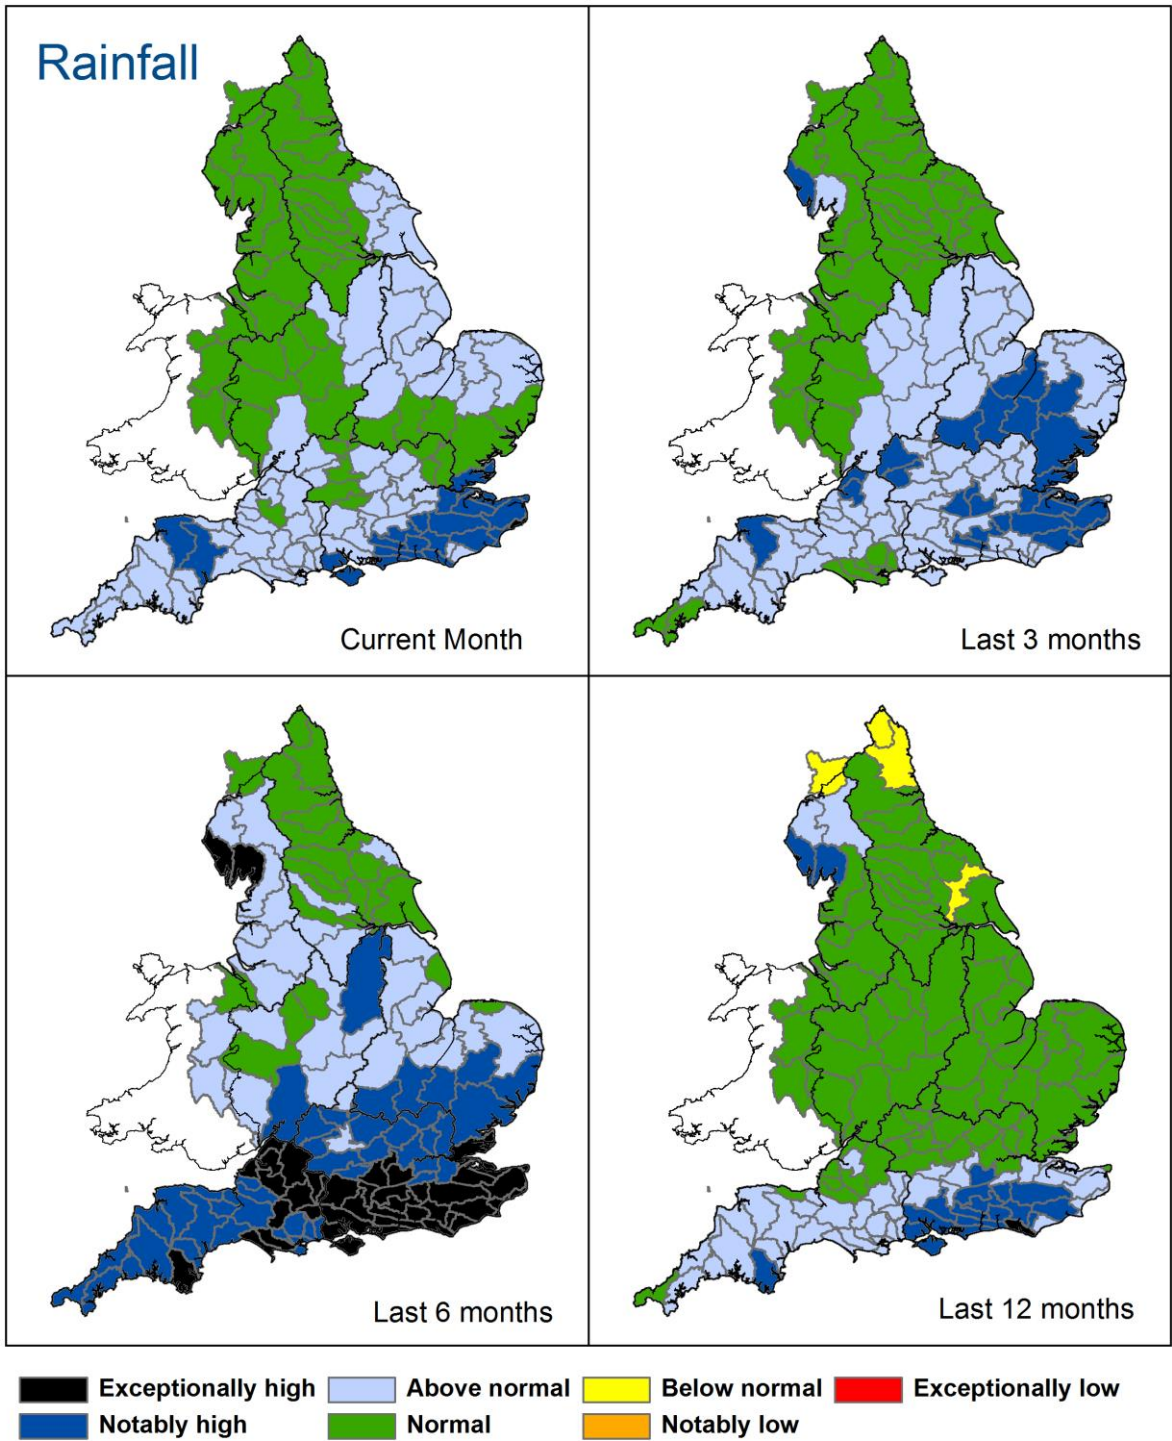 Rainfall
Current Month
Last 3 months
Last 6 months
Last 12 months
Exceptionally high
Above normal
Below normal
Exceptionally low
Notably high
Normal
Notably low